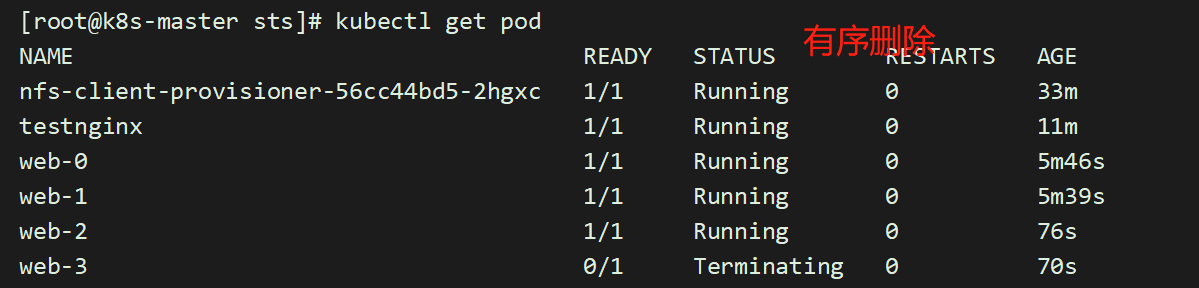 [root@k8s-master sts]# kubectl get pod
有序删除
NAME READY STATUS RESTARTS AGE
nfs-client-provisioner-56cc44bd5-2hgxc 1/1 Running 0 33m
testnginx 1/1 Running 0 11m
web-0 1/1 Running 0 5m46s
web-1 1/1 Running 0 5m39s
web-2 1/1 Running 0 76s
web-3 0/1 Terminating 0 70s